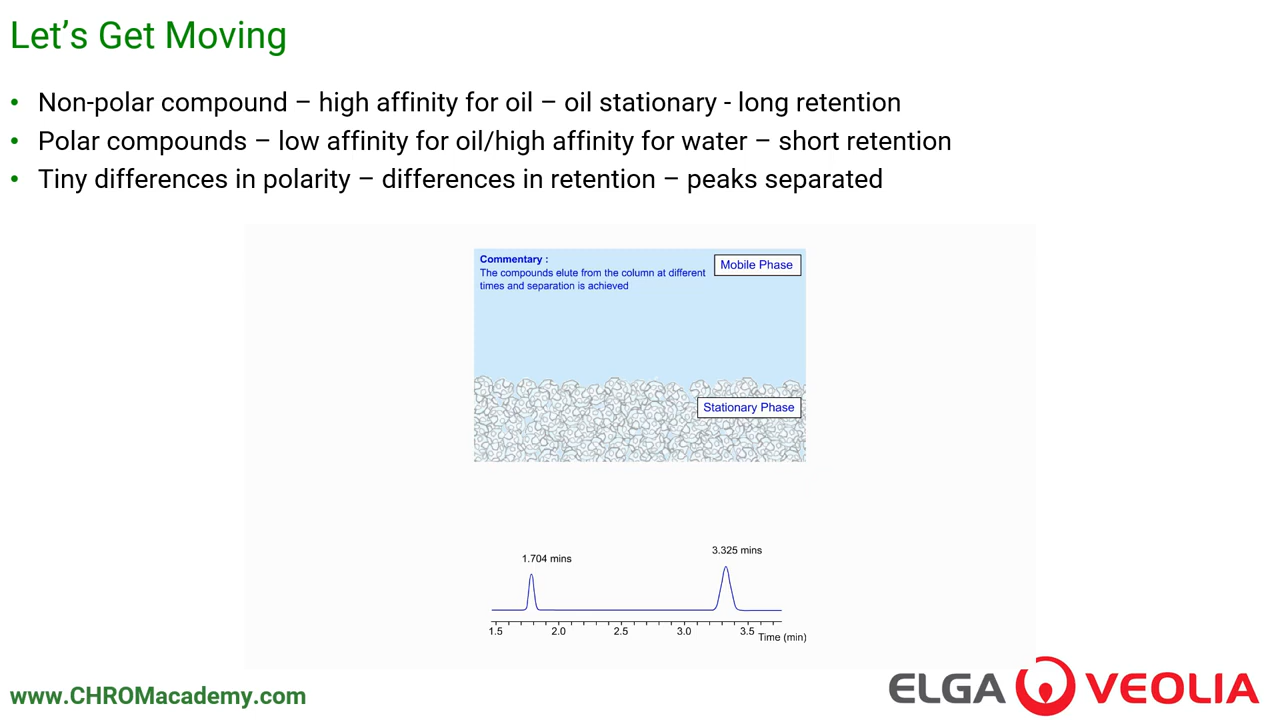 Let’s Get Moving
• Non-polar compound – high affinity for oil – oil stationary - long retention
• Polar compounds – low affinity for oil/high affinity for water – short retention
• Tiny differences in polarity – differences in retention – peaks separated
Commentary :
The compounds elute from the column at different
times and separation is achieved
Mobile Phase
Stationary Phase
1.704 mins
3.325 mins
1.5 2.0 2.5 3.0 3.5 Time (min)
www.CHROMacademy.com
ELGA VEOLIA